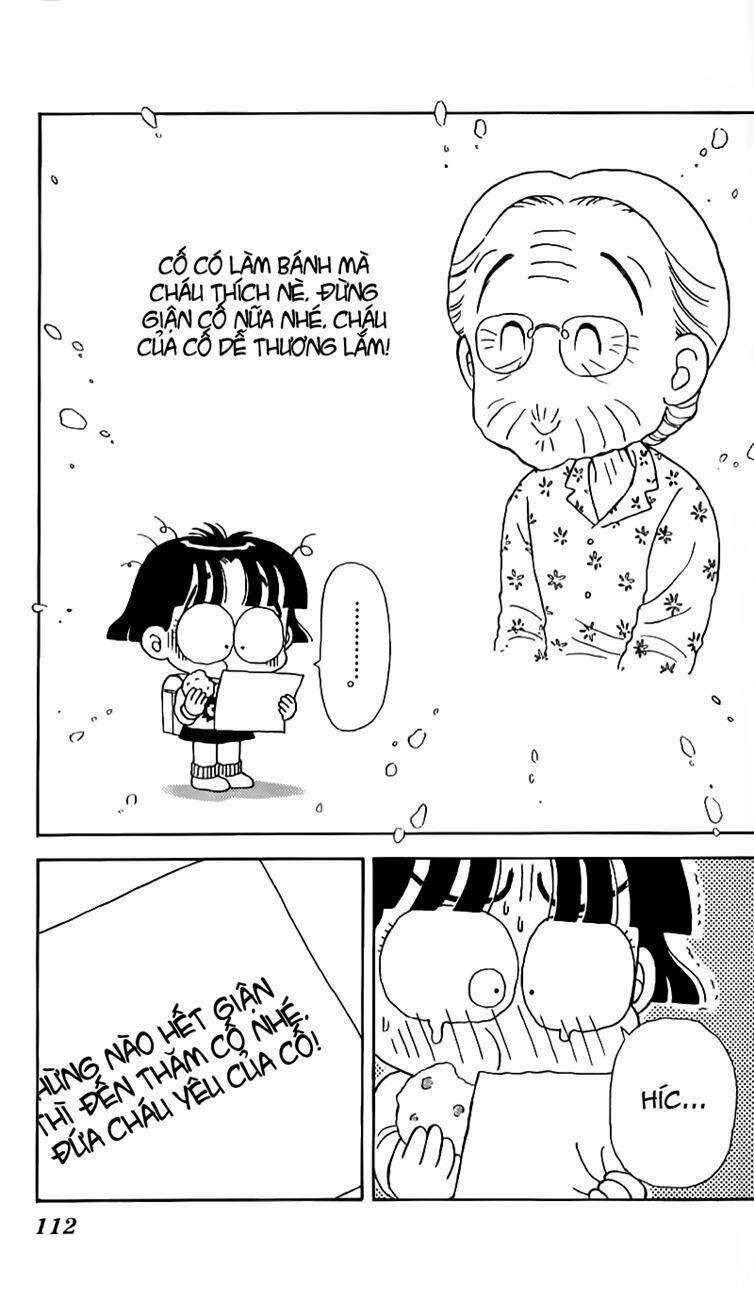 CỐ CÓ LÀM BÁNH MÀ
CHÁU THÍCH NÈ, ĐỪNG
GIẬN CỐ NỮA NHÉ, CHÁU
CỦA CỐ DỄ THƯƠNG LẮM!
..........
HÍC...
HỪNG NÀO HẾT GIẬN
THÌ ĐẾN THĂM CỐ NHÉ,
ĐỨA CHÁU YÊU CỦA CỐ!
112